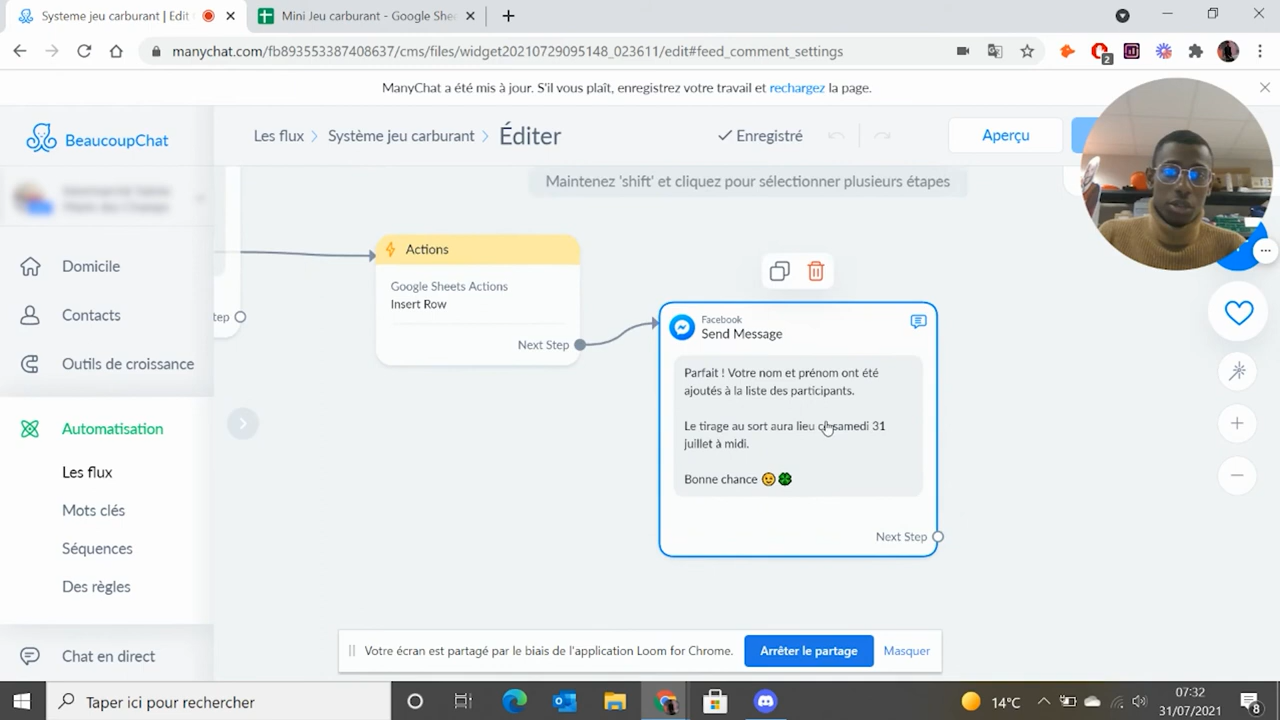 Systeme jeu carburant | Edit
Mini Jeu carburant - Google Shee
manychat.com/fb893553387408637/cms/files/widget20210729095148_023611/edit#feed_comment_settings
2
ManyChat a été mis à jour. S'il vous plaît, enregistrez votre travail et rechargez la page.
BeaucoupChat
Les flux
Système jeu carburant
Éditer
Enregistré
Aperçu
Maintenez 'shift' et cliquez pour sélectionner plusieurs étapes
Domicile
Contacts
Outils de croissance
Automatisation
Les flux
Mots clés
Séquences
Des règles
Chat en direct
Actions
Google Sheets Actions
Insert Row
Next Step
Facebook
Send Message
Parfait ! Votre nom et prénom ont été
ajoutés à la liste des participants.
Le tirage au sort aura lieu samedi 31
juillet à midi.
Bonne chance 😉🍀
Next Step
Votre écran est partagé par le biais de l'application Loom for Chrome.
Arrêter le partage
Masquer
Taper ici pour rechercher
14°C
07:32
31/07/2021
8